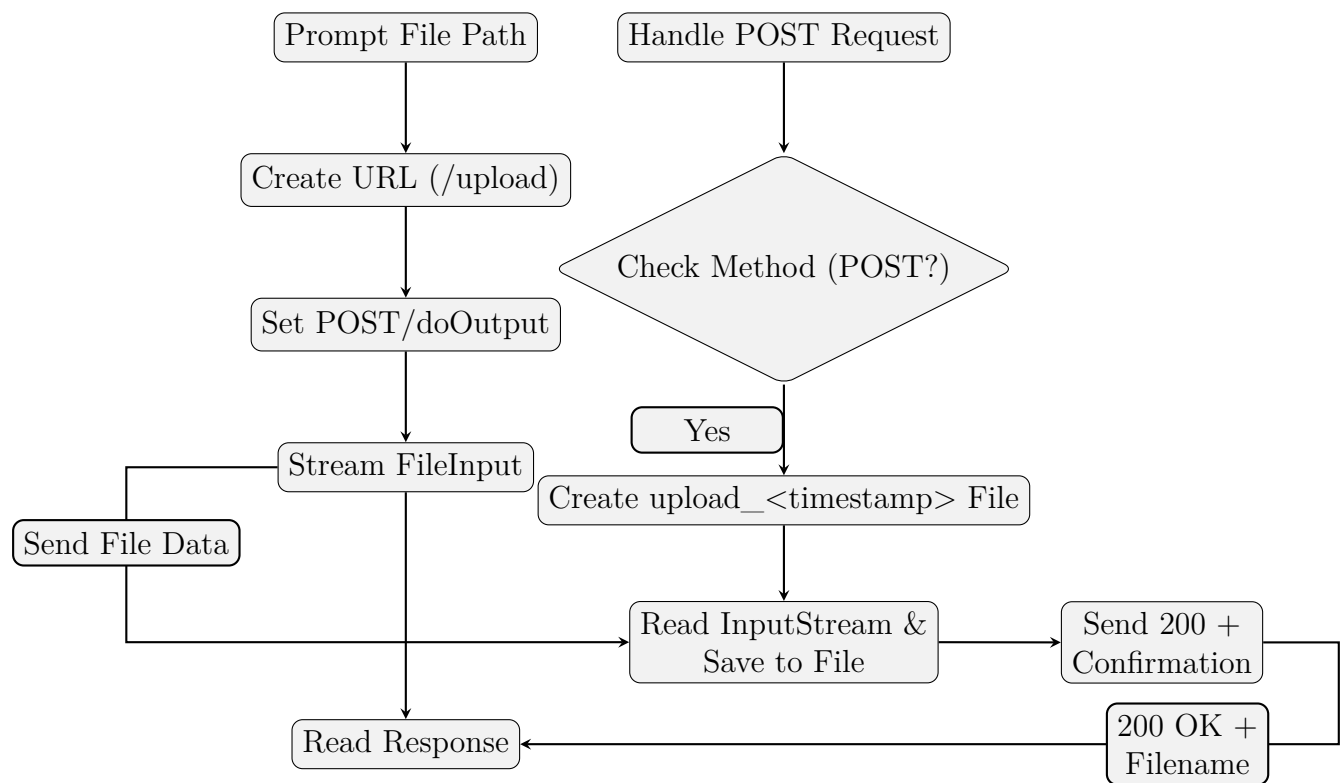 Prompt File Path
Handle POST Request
Create URL (/upload)
Check Method (POST?)
Set POST/doOutput
Yes
Stream FileInput
Create upload_<timestamp> File
Send File Data
Read InputStream &
Save to File
Send 200 +
Confirmation
200 OK +
Filename
Read Response